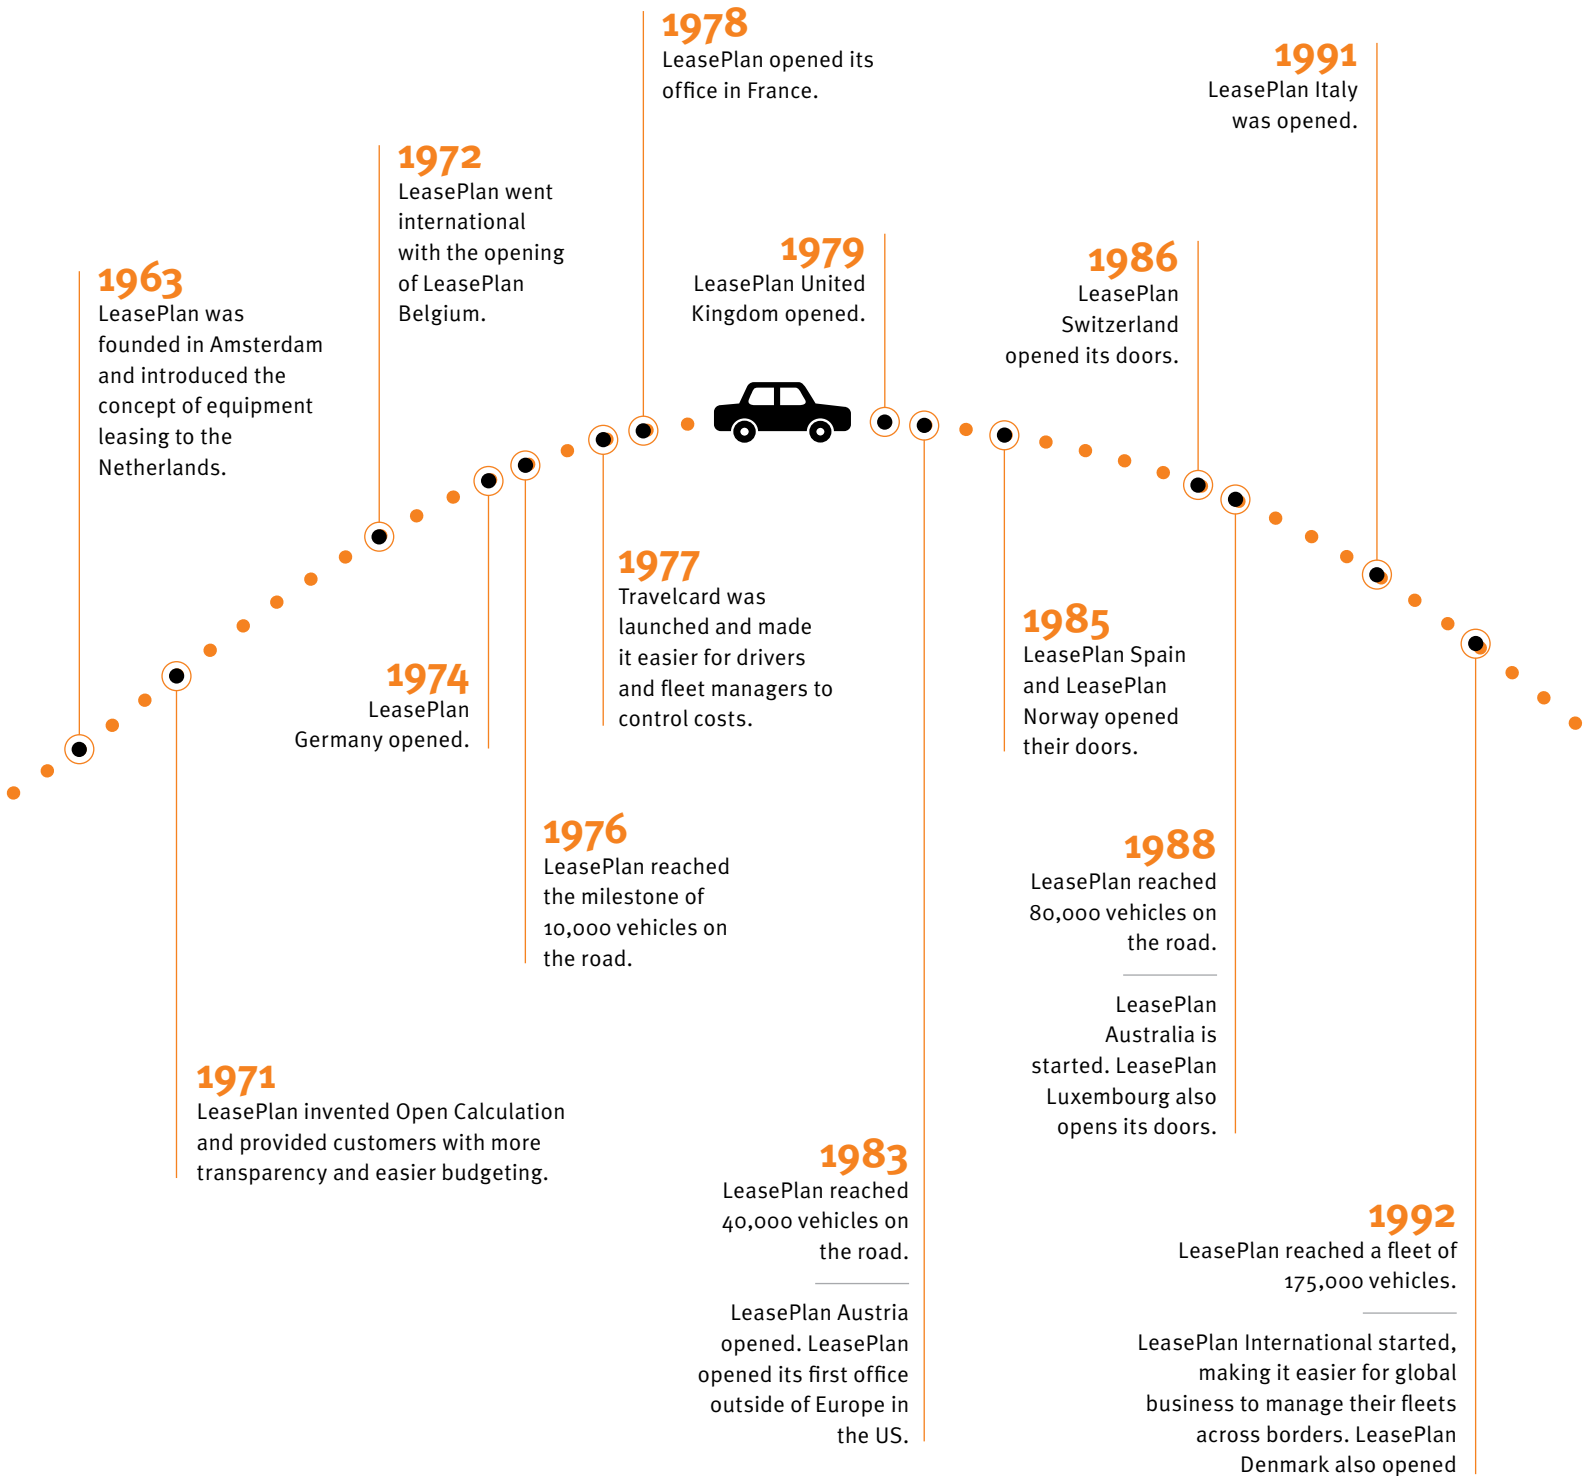 1963
LeasePlan was
founded in Amsterdam
and introduced the
concept of equipment
leasing to the
Netherlands.
1971
LeasePlan invented Open Calculation
and provided customers with more
transparency and easier budgeting.
1972
LeasePlan went
international
with the opening
of LeasePlan
Belgium.
1974
LeasePlan
Germany opened.
1976
LeasePlan reached
the milestone of
10,000 vehicles on
the road.
1977
Travelcard was
launched and made
it easier for drivers
and fleet managers to
control costs.
1978
LeasePlan opened its
office in France.
1979
LeasePlan United
Kingdom opened.
1983
LeasePlan reached
40,000 vehicles on
the road.
LeasePlan Austria
opened. LeasePlan
opened its first office
outside of Europe in
the US.
1985
LeasePlan Spain
and LeasePlan
Norway opened
their doors.
1986
LeasePlan
Switzerland
opened its doors.
1988
LeasePlan reached
80,000 vehicles on
the road.
LeasePlan
Australia is
started. LeasePlan
Luxembourg also
opens its doors.
1991
LeasePlan Italy
was opened.
1992
LeasePlan reached a fleet of
175,000 vehicles.
LeasePlan International started,
making it easier for global
business to manage their fleets
across borders. LeasePlan
Denmark also opened